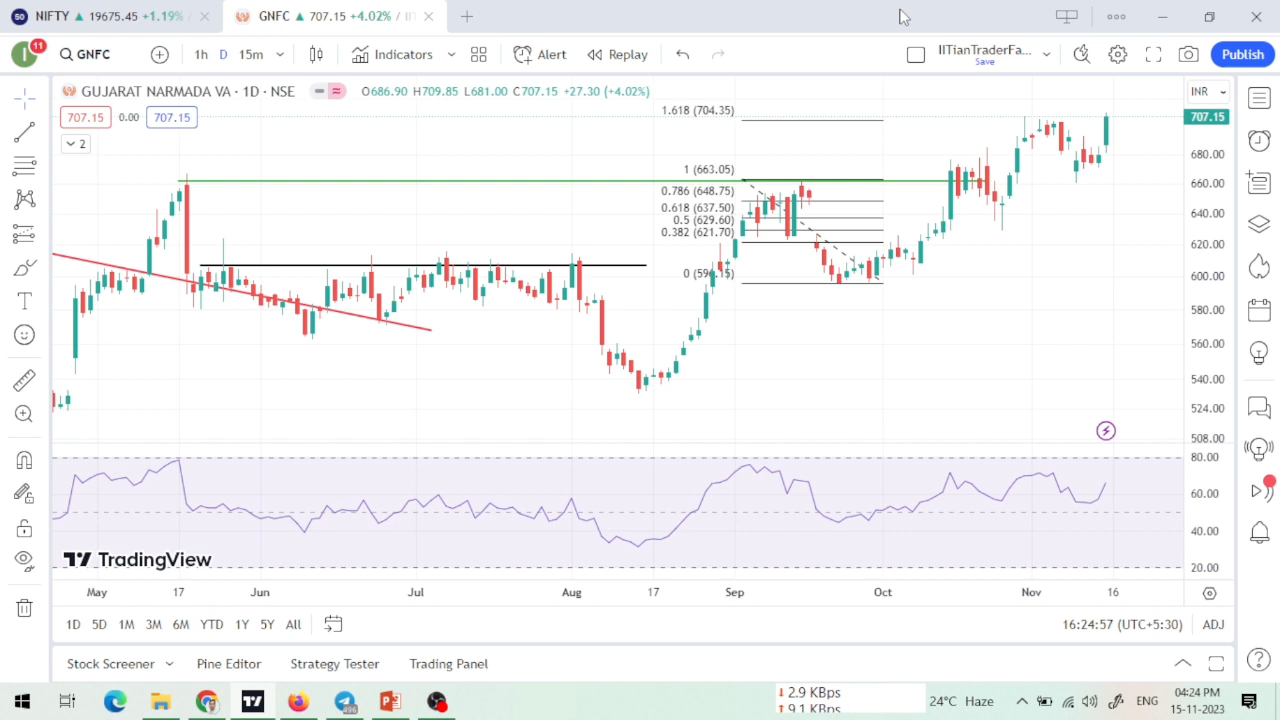 NIFTY ▲ 19675.45 +1.19%
GNFC ▲ 707.15 +4.02% /
11
GNFC 1h D 15m Indicators Alert Replay IITianTraderFa... Save Publish
GUJARAT NARMADA VA · 1D · NSE O686.90 H709.85 L681.00 C707.15 +27.30 (+4.02%) INR
707.15 0.00 707.15
2
1.618 (704.35)
1 (663.05)
0.786 (648.75)
0.618 (637.50)
0.5 (629.60)
0.382 (621.70)
707.15
680.00
660.00
640.00
620.00
600.00
580.00
560.00
540.00
524.00
508.00
80.00
60.00
40.00
20.00
TradingView
May 17 Jun Jul Aug 17 Sep Oct Nov 16
1D 5D 1M 3M 6M YTD 1Y 5Y All 16:24:57 (UTC+5:30) ADJ
Stock Screener Pine Editor Strategy Tester Trading Panel
2.9 KBps
9.1 KBps
496
24°C Haze ENG
04:24 PM
15-11-2023